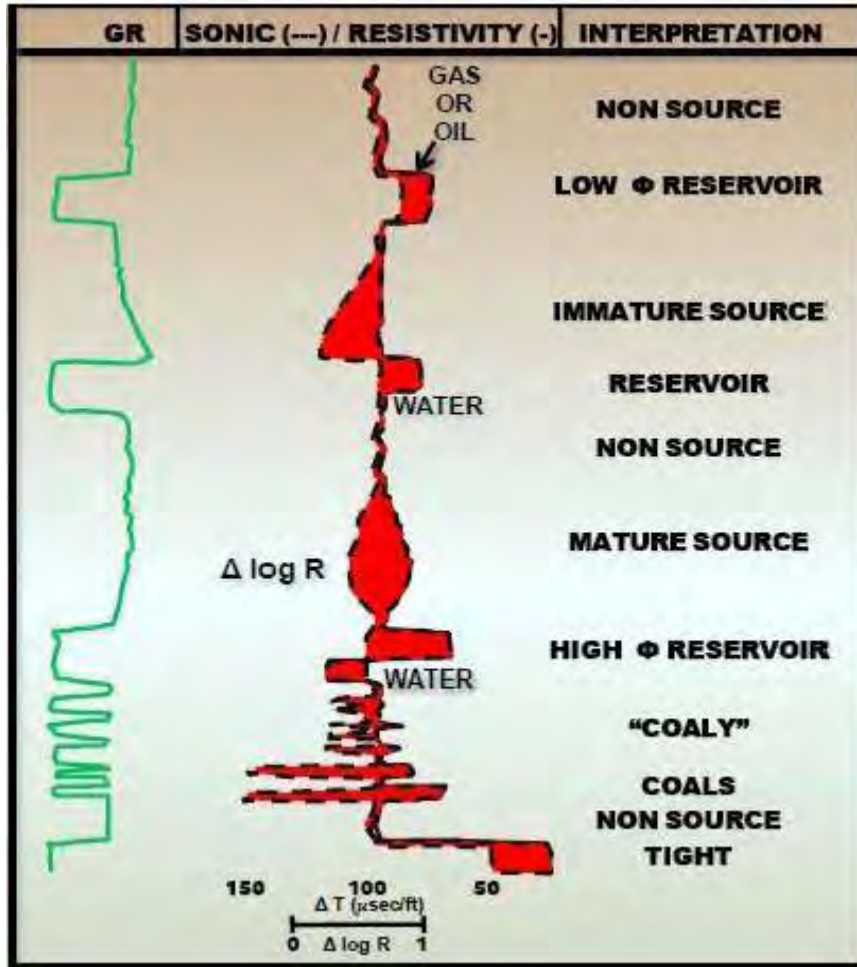 GR SONIC (---) / RESISTIVITY (-) INTERPRETATION
GAS
OR
OIL
NON SOURCE
LOW Φ RESERVOIR
IMMATURE SOURCE
RESERVOIR
WATER
NON SOURCE
MATURE SOURCE
Δ log R
HIGH Φ RESERVOIR
WATER
“COALY”
COALS
NON SOURCE
TIGHT
150 100 50
Δ T (μsec/ft)
0 Δ log R 1